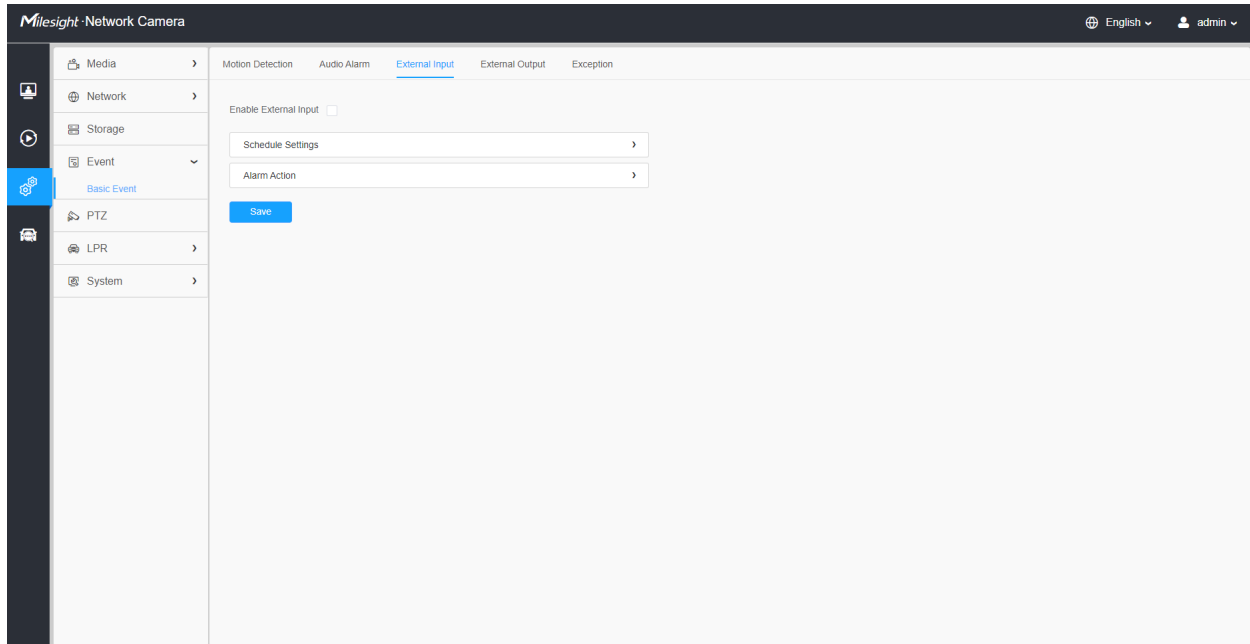 Milesight · Network Camera
English
admin
Media
Network
Storage
Event
Basic Event
PTZ
LPR
System
Motion Detection Audio Alarm External Input External Output Exception
Enable External Input
Schedule Settings
Alarm Action
Save